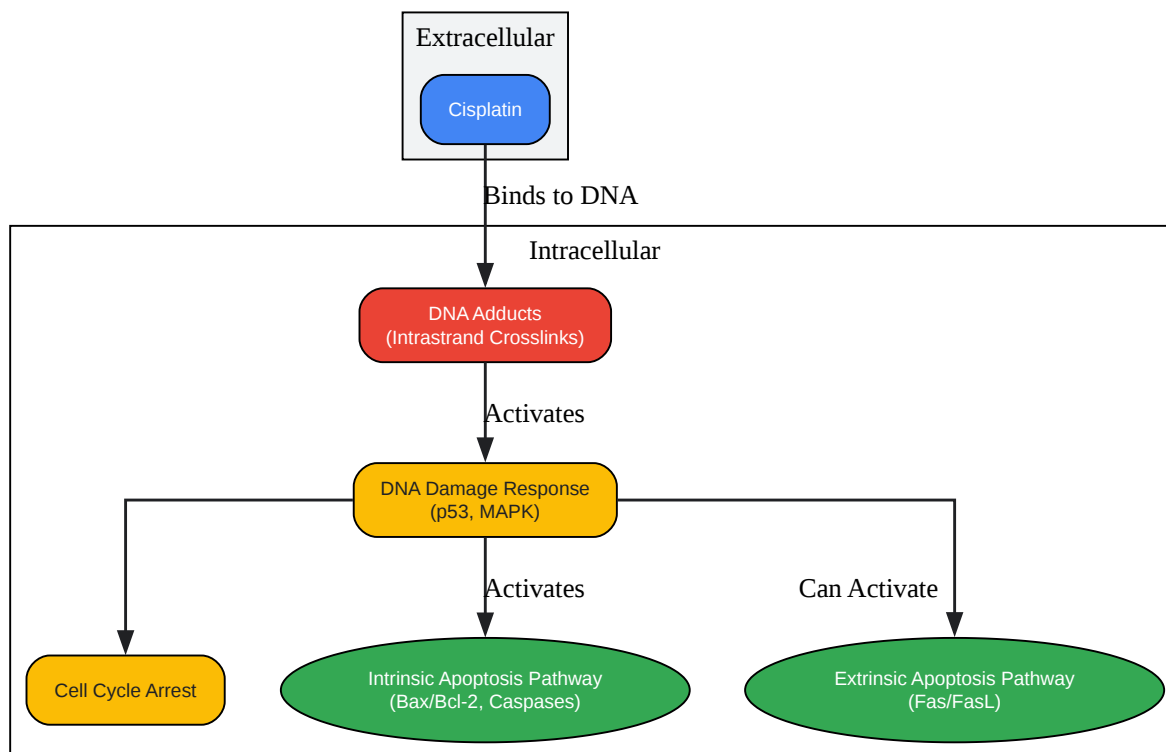 Extracellular
Cisplatin
Binds to DNA
Intracellular
DNA Adducts
(Intrastrand Crosslinks)
Activates
DNA Damage Response
(p53, MAPK)
Activates
Can Activate
Cell Cycle Arrest
Intrinsic Apoptosis Pathway
(Bax/Bcl-2, Caspases)
Extrinsic Apoptosis Pathway
(Fas/FasL)